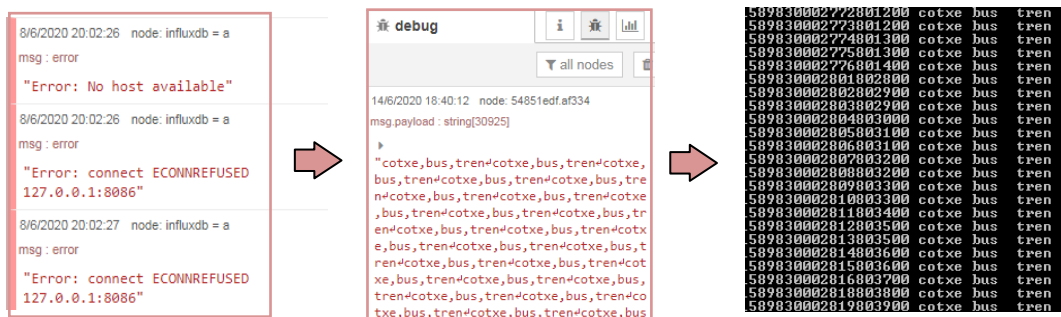 8/6/2020 20:02:26 node: influxdb = a
msg : error
"Error: No host available"
8/6/2020 20:02:26 node: influxdb = a
msg : error
"Error: connect ECONNREFUSED
127.0.0.1:8086"
8/6/2020 20:02:27 node: influxdb = a
msg : error
"Error: connect ECONNREFUSED
127.0.0.1:8086"
debug
i
all nodes
14/6/2020 18:40:12 node: 54851edf.af334
msg.payload : string[30925]
"cotxe,bus,tren↵cotxe,bus,tren↵cotxe,
bus,tren↵cotxe,bus,tren↵cotxe,bus,tre
n↵cotxe,bus,tren↵cotxe,bus,tren↵cotxe
,bus,tren↵cotxe,bus,tren↵cotxe,bus,tr
en↵cotxe,bus,tren↵cotxe,bus,tren↵cotx
e,bus,tren↵cotxe,bus,tren↵cotxe,bus,t
ren↵cotxe,bus,tren↵cotxe,bus,tren↵cot
xe,bus,tren↵cotxe,bus,tren↵cotxe,bus,
tren↵cotxe,bus,tren↵cotxe,bus,tren↵co
txe,bus,tren↵cotxe,bus,tren↵cotxe,bus
1589830002772801200 cotxe bus tren
1589830002773801200 cotxe bus tren
1589830002774801300 cotxe bus tren
1589830002775801300 cotxe bus tren
1589830002776801400 cotxe bus tren
1589830002801802800 cotxe bus tren
1589830002802802900 cotxe bus tren
1589830002803802900 cotxe bus tren
1589830002804803000 cotxe bus tren
1589830002805803100 cotxe bus tren
1589830002806803100 cotxe bus tren
1589830002807803200 cotxe bus tren
1589830002808803200 cotxe bus tren
1589830002809803300 cotxe bus tren
1589830002810803300 cotxe bus tren
1589830002811803400 cotxe bus tren
1589830002812803500 cotxe bus tren
1589830002813803500 cotxe bus tren
1589830002814803600 cotxe bus tren
1589830002815803600 cotxe bus tren
1589830002816803700 cotxe bus tren
1589830002818803800 cotxe bus tren
1589830002819803900 cotxe bus tren